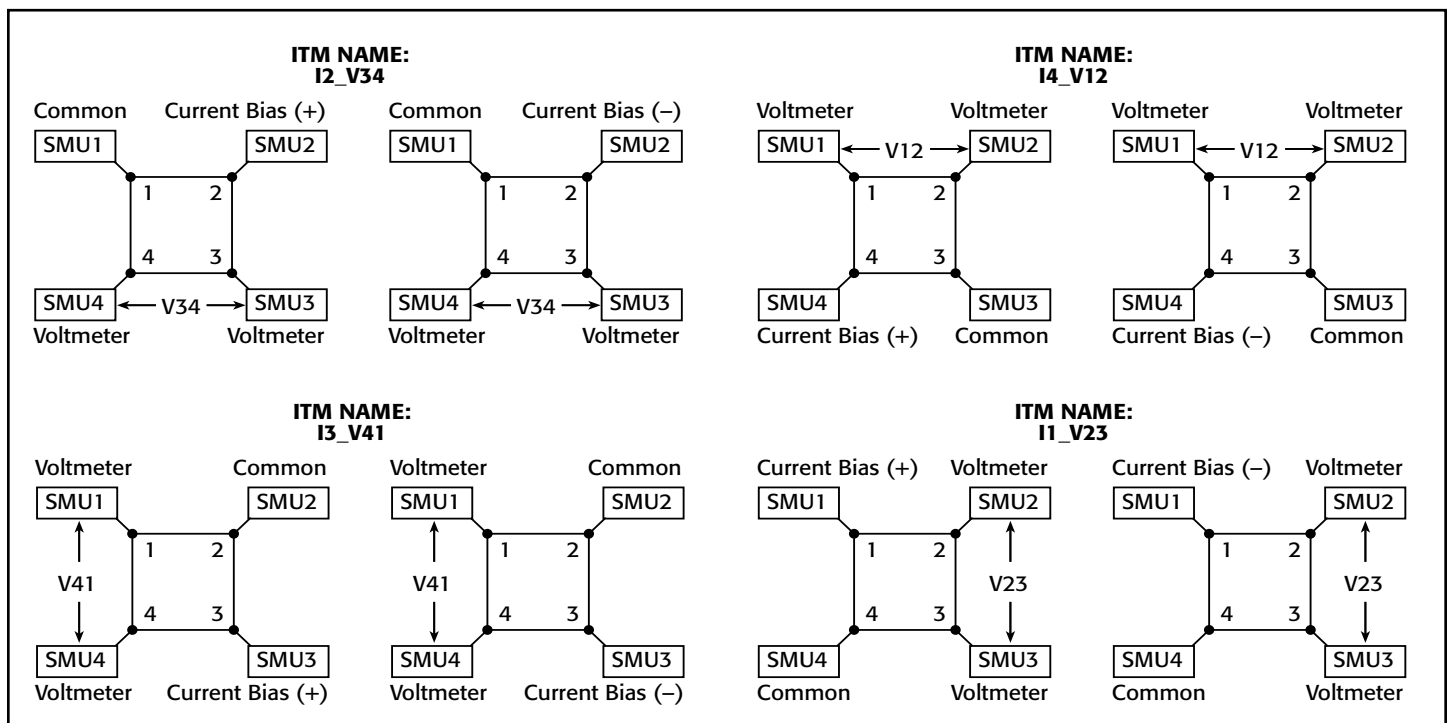 ITM NAME:
I2_V34
Common Current Bias (+) Common Current Bias (–)
SMU1 SMU2 SMU1 SMU2
1 2 1 2
4 3 4 3
SMU4 V34 SMU3 SMU4 V34 SMU3
Voltmeter Voltmeter Voltmeter Voltmeter
ITM NAME:
I4_V12
Voltmeter Voltmeter Voltmeter Voltmeter
SMU1 V12 SMU2 SMU1 V12 SMU2
1 2 1 2
4 3 4 3
SMU4 SMU3 SMU4 SMU3
Current Bias (+) Common Current Bias (–) Common
ITM NAME:
I3_V41
Voltmeter Common Voltmeter Common
SMU1 SMU2 SMU1 SMU2
1 2 1 2
V41 V41
4 3 4 3
SMU4 SMU3 SMU4 SMU3
Voltmeter Current Bias (+) Voltmeter Current Bias (–)
ITM NAME:
I1_V23
Current Bias (+) Voltmeter Current Bias (–) Voltmeter
SMU1 SMU2 SMU1 SMU2
1 2 1 2
V23 V23
4 3 4 3
SMU4 SMU3 SMU4 SMU3
Common Voltmeter Common Voltmeter